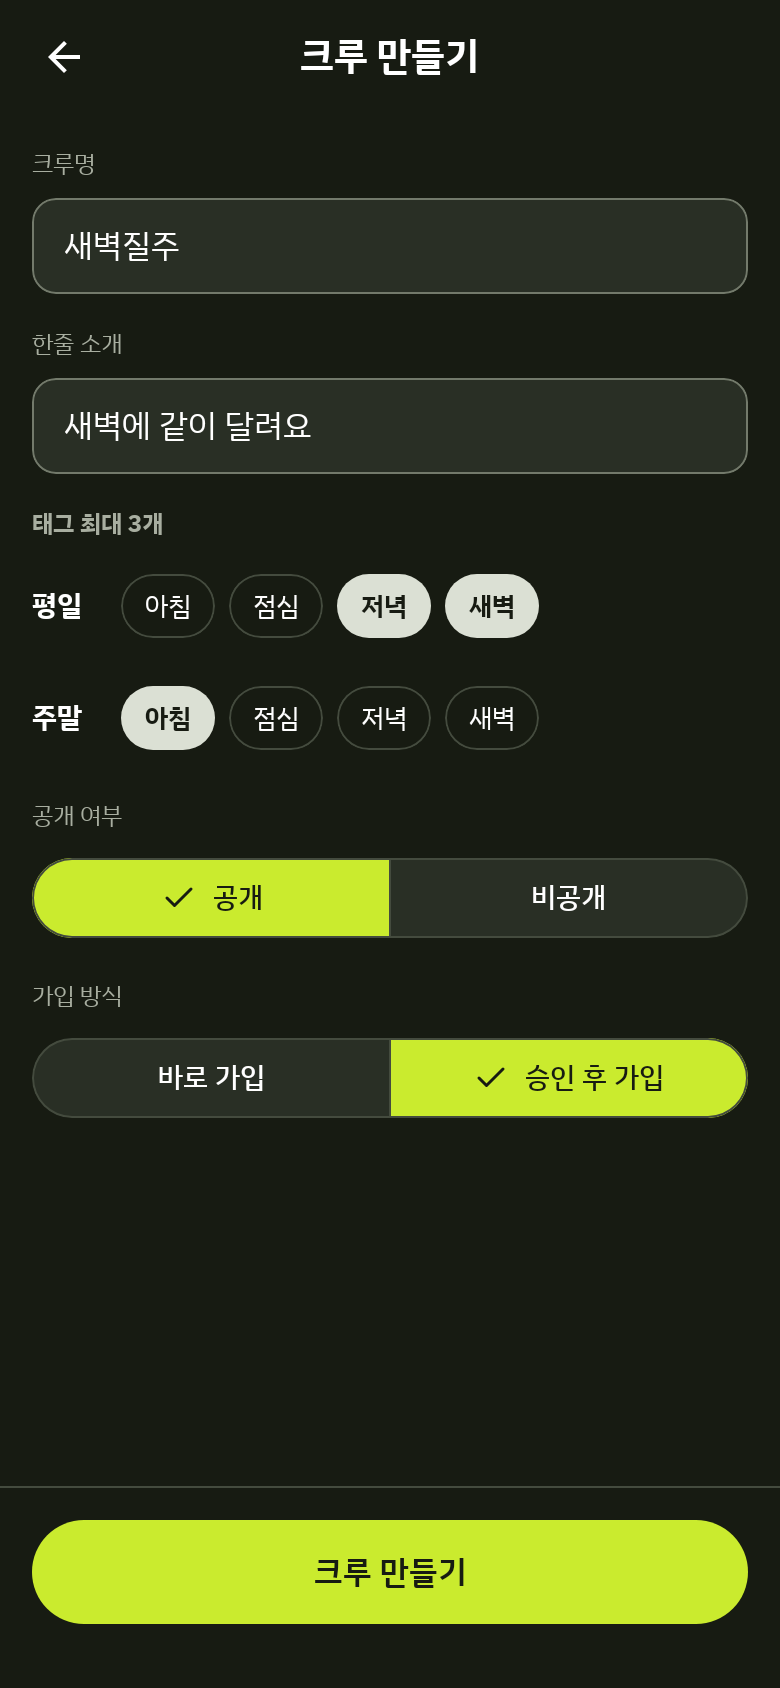 크루 만들기
크루명
새벽질주
한줄 소개
새벽에 같이 달려요
태그 최대 3개
평일 아침 점심 저녁 새벽
주말 아침 점심 저녁 새벽
공개 여부
공개 비공개
가입 방식
바로 가입 승인 후 가입
크루 만들기